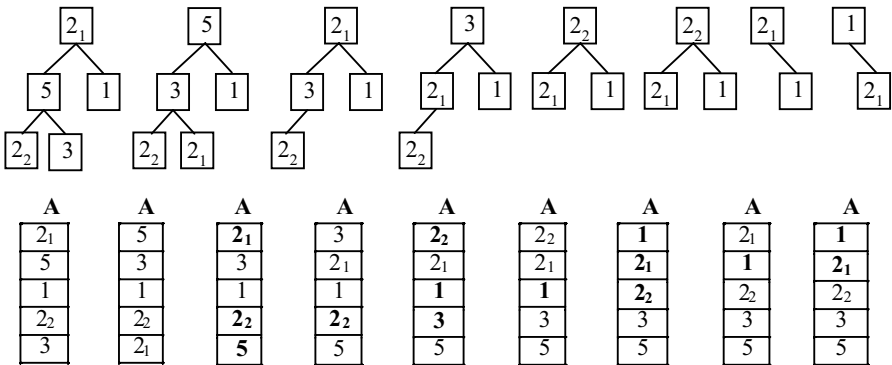 2₁ 5 2₁ 3 2₂ 2₂ 2₁ 1
5 1 3 1 3 1 2₁ 1 2₁ 1 2₁ 1 1 2₁
2₂ 3 2₂ 2₁ 2₂ 2₂
A A A A A A A A A
2₁ 5 2₁ 3 2₂ 2₂ 1 2₁ 1
5 3 3 2₁ 2₁ 2₁ 2₁ 1 2₁
1 1 1 1 1 1 2₂ 2₂ 2₂
2₂ 2₂ 2₂ 2₂ 3 3 3 3 3
3 2₁ 5 5 5 5 5 5 5